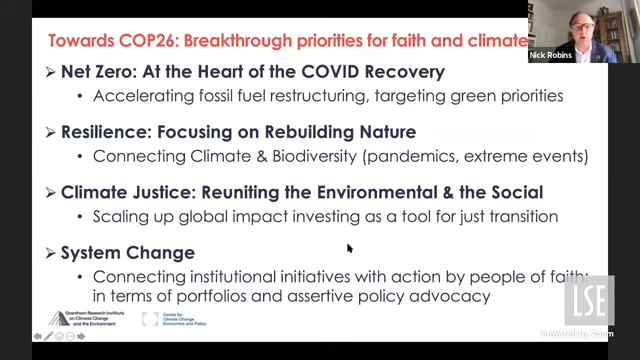 Towards COP26: Breakthrough priorities for faith and climate
Nick Robins
Net Zero: At the Heart of the COVID Recovery
Accelerating fossil fuel restructuring, targeting green priorities
Resilience: Focusing on Rebuilding Nature
Connecting Climate & Biodiversity (pandemics, extreme events)
Climate Justice: Reuniting the Environmental & the Social
Scaling up global impact investing as a tool for just transition
System Change
Connecting institutional initiatives with action by people of faith:
in terms of portfolios and assertive policy advocacy
Grantham Research Institute
on Climate Change
and the Environment
Centre for
Climate Change
Economics and Policy
LSE
Powered by Zoom